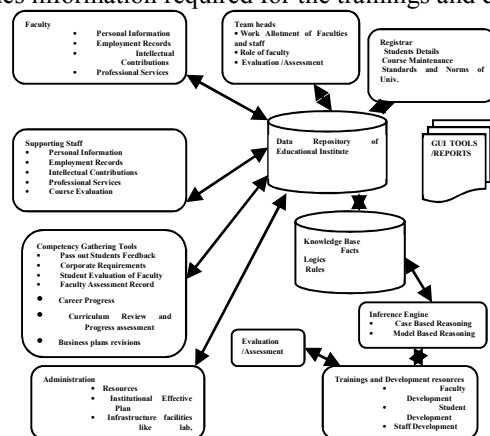 es information required for the trainings and d
Faculty
• Personal Information
• Employment Records
• Intellectual
Contributions
• Professional Services
Team heads
• Work Allotment of Faculties
and staff
• Role of faculty
• Evaluation /Assessment
Registrar
Students Details
Course Maintenance
Standards and Norms of
Univ.
Data Repository of
Educational Institute
GUI TOOLS
/REPORTS
Supporting Staff
• Personal Information
• Employment Records
• Intellectual Contributions
• Professional Services
• Course Evaluation
Knowledge Base
Facts
Logics
Rules
Competency Gathering Tools
• Pass out Students Feedback
• Corporate Requirements
• Student Evaluation of Faculty
• Faculty Assessment Record
• Career Progress
• Curriculum Review and
Progress assessment
• Business plans revisions
Inference Engine
• Case Based Reasoning
• Model Based Reasoning
Evaluation
/Assessment
Administration
• Resources
• Institutional Effective
Plan
• Infrastructure facilities
like lab,
Trainings and Development resources
• Faculty
Development
• Student
Development
• Staff Development